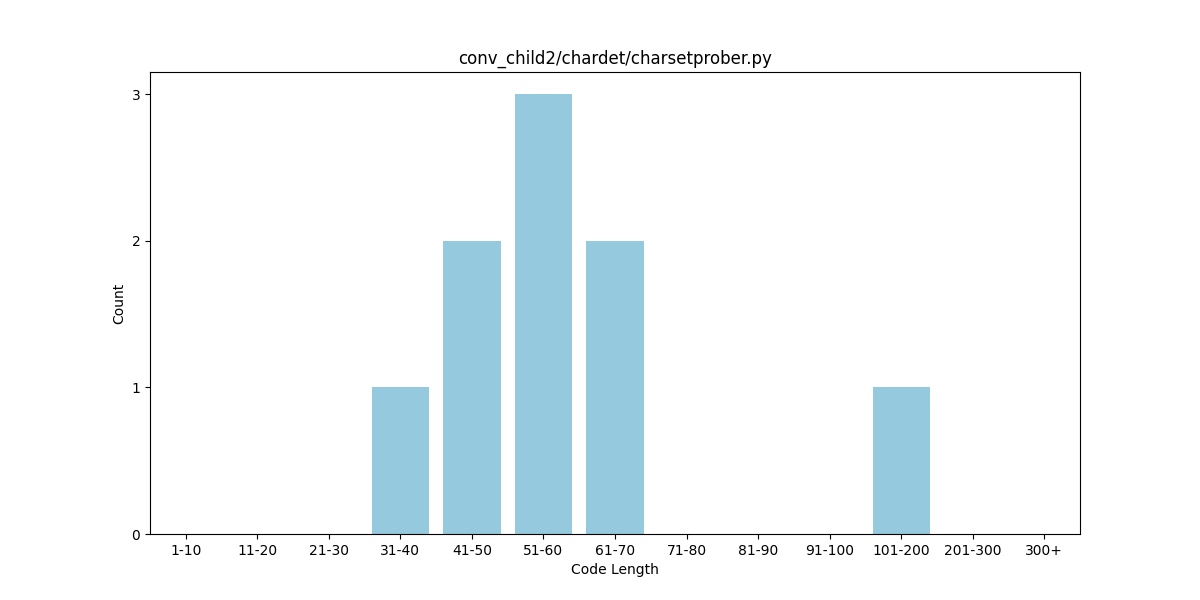 conv_child2/chardet/charsetprober.py
3
2
1
0
Count
1-10 11-20 21-30 31-40 41-50 51-60 61-70 71-80 81-90 91-100 101-200 201-300 300+
Code Length